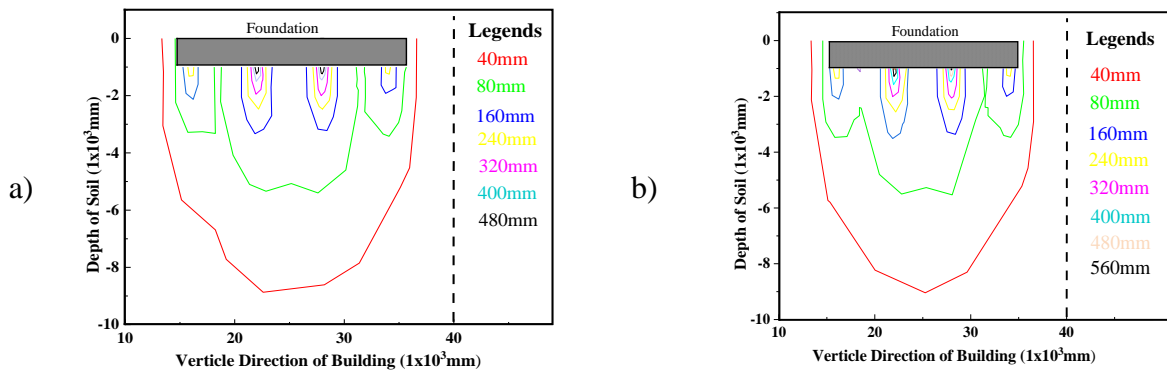 a)
Foundation
Legends
40mm
80mm
160mm
240mm
320mm
400mm
480mm
0
-2
-4
-6
-8
-10
10 20 30 40
Depth of Soil (1x10³mm)
Verticle Direction of Building (1x10³mm)
b)
Foundation
Legends
40mm
80mm
160mm
240mm
320mm
400mm
480mm
560mm
0
-2
-4
-6
-8
-10
10 20 30 40
Depth of Soil (1x10³mm)
Verticle Direction of Building (1x10³mm)